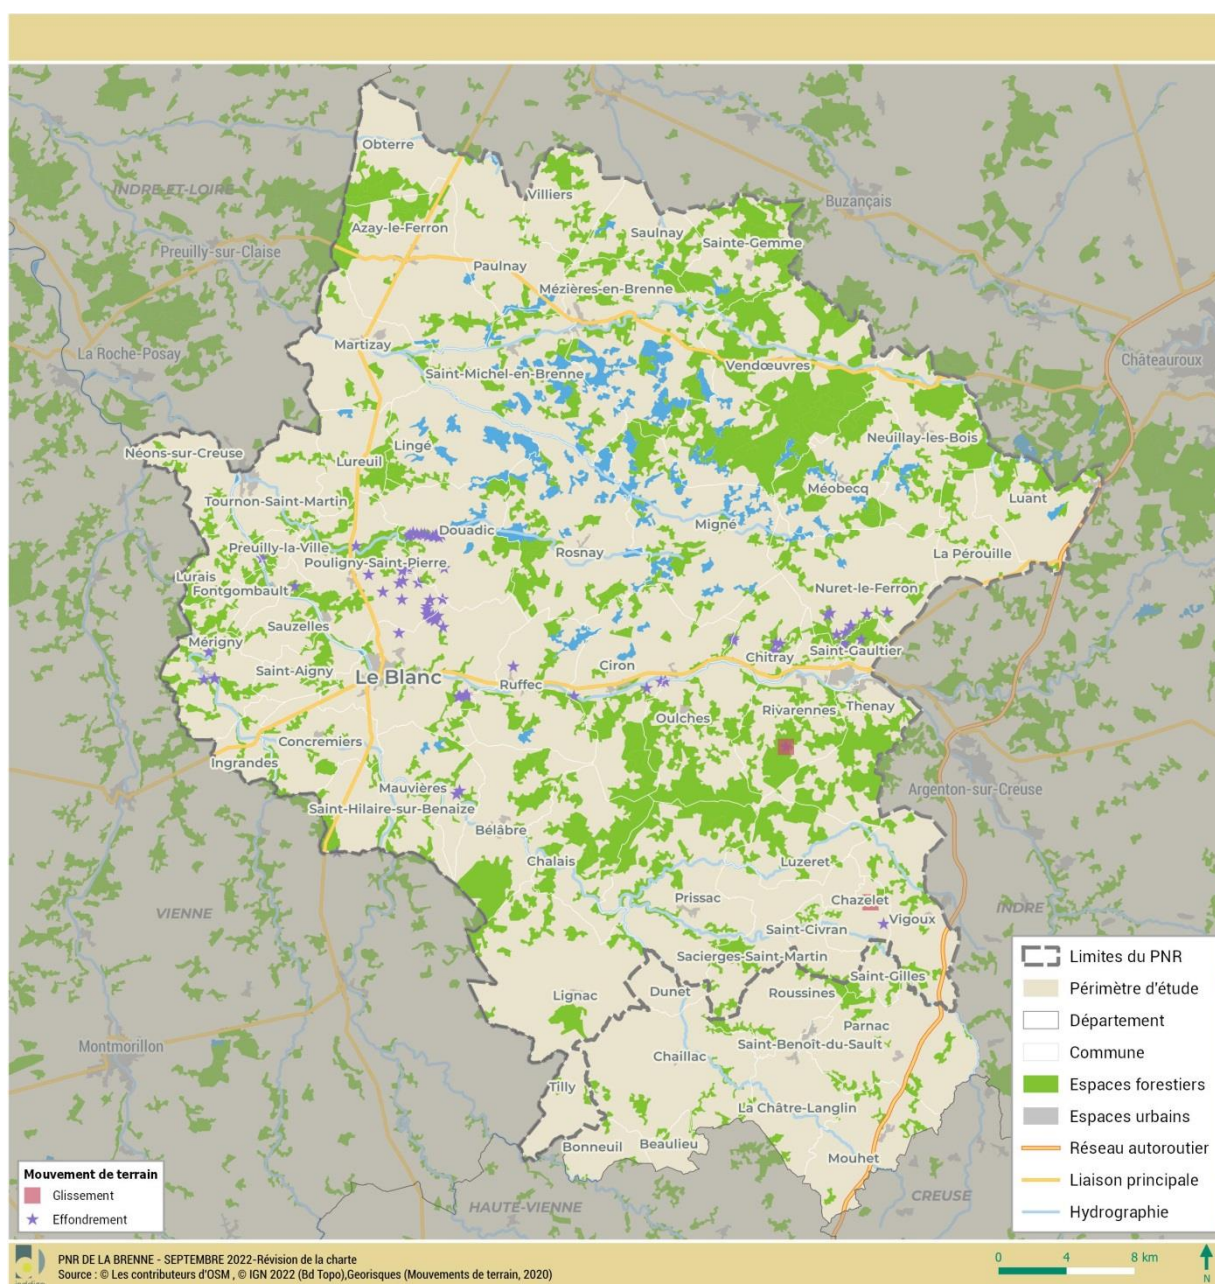 Obterre
INDRE-ET-LOIRE
Villiers
Buzançais
Azay-le-Ferron
Saulnay
Sainte-Gemme
Preuilly-sur-Claise
Paulnay
Mézières-en-Brenne
La Roche-Posay
Martizay
Châteauroux
Saint-Michel-en-Brenne
Vendœuvres
Néons-sur-Creuse
Lingé
Neuillay-les-Bois
Lureuil
Tournon-Saint-Martin
Méobecq
Luant
Douadic
Migné
Preuilly-la-Ville
Rosnay
La Pérouille
Pouligny-Saint-Pierre
Lurais
Fontgombault
Nuret-le-Ferron
Sauzelles
Mérigny
Saint-Gaultier
Chitray
Saint-Aigny
Ciron
Le Blanc
Ruffec
Rivarennes
Thenay
Oulches
Concremiers
Ingrandes
Mauvières
Argenton-sur-Creuse
Saint-Hilaire-sur-Benaize
Bélâbre
Chalais
Luzeret
Prissac
Chazelet
VIENNE
INDRE
Vigoux
Saint-Civran
Sacierges-Saint-Martin
Saint-Gilles
Lignac
Dunet
Roussines
Parnac
Montmorillon
Saint-Benoît-du-Sault
Chaillac
Tilly
La Châtre-Langlin
Bonneuil
Beaulieu
Mouhet
HAUTE-VIENNE
CREUSE
Limites du PNR
Périmètre d'étude
Département
Commune
Espaces forestiers
Espaces urbains
Réseau autoroutier
Liaison principale
Hydrographie
Mouvement de terrain
Glissement
Effondrement
PNR DE LA BRENNE - SEPTEMBRE 2022-Révision de la charte
Source : © Les contributeurs d'OSM , © IGN 2022 (Bd Topo),Georisques (Mouvements de terrain, 2020)
0 4 8 km
N